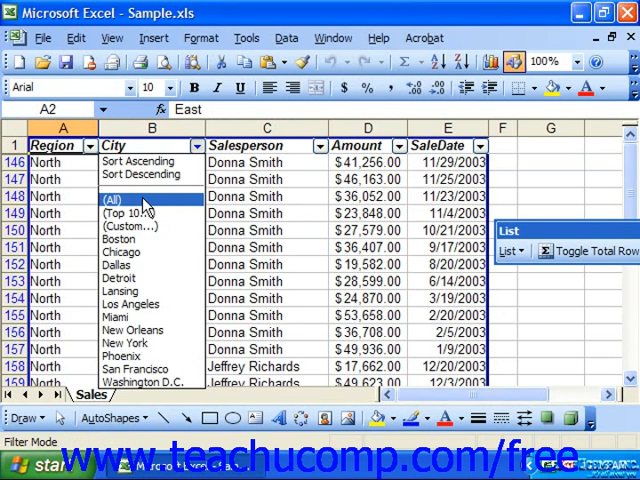 Microsoft Excel - Sample.xls
File Edit View Insert Format Tools Data Window Help Acrobat
100%
Arial 10 B I U $ % ,
A2 fx East
A B C D E F G
1 Region City Salesperson Amount SaleDate
146 North Sort Ascending Donna Smith $41,256.00 11/29/2003
147 North Sort Descending Donna Smith $46,163.00 11/25/2003
148 North (All) Donna Smith $36,052.00 11/23/2003
149 North (Top 10...) Donna Smith $23,848.00 11/4/2003
150 North (Custom...) Donna Smith $27,579.00 10/21/2003
151 North Boston Donna Smith $36,407.00 9/17/2003
152 North Chicago Donna Smith $19,582.00 8/20/2003
153 North Dallas Donna Smith $28,599.00 6/14/2003
154 North Detroit Donna Smith $24,870.00 3/19/2003
155 North Lansing Donna Smith $53,658.00 2/20/2003
156 North Los Angeles Donna Smith $36,708.00 2/5/2003
157 North Miami Donna Smith $49,936.00 1/9/2003
158 North New Orleans Jeffrey Richards $17,662.00 12/20/2003
159 North New York Jeffrey Richards $49,623.00 12/3/2003
Phoenix
San Francisco
Washington D.C.
List
List Σ Toggle Total Row
Sales
Draw AutoShapes
Filter Mode
www.teachucomp.com/free
start Microsoft Excel - Sam...